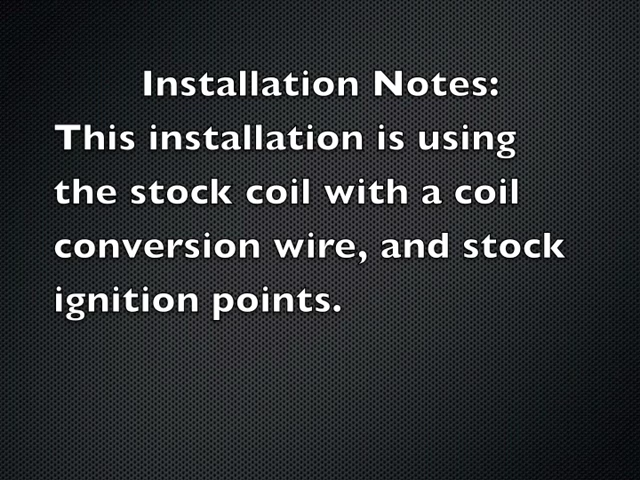 Installation Notes:
This installation is using
the stock coil with a coil
conversion wire, and stock
ignition points.